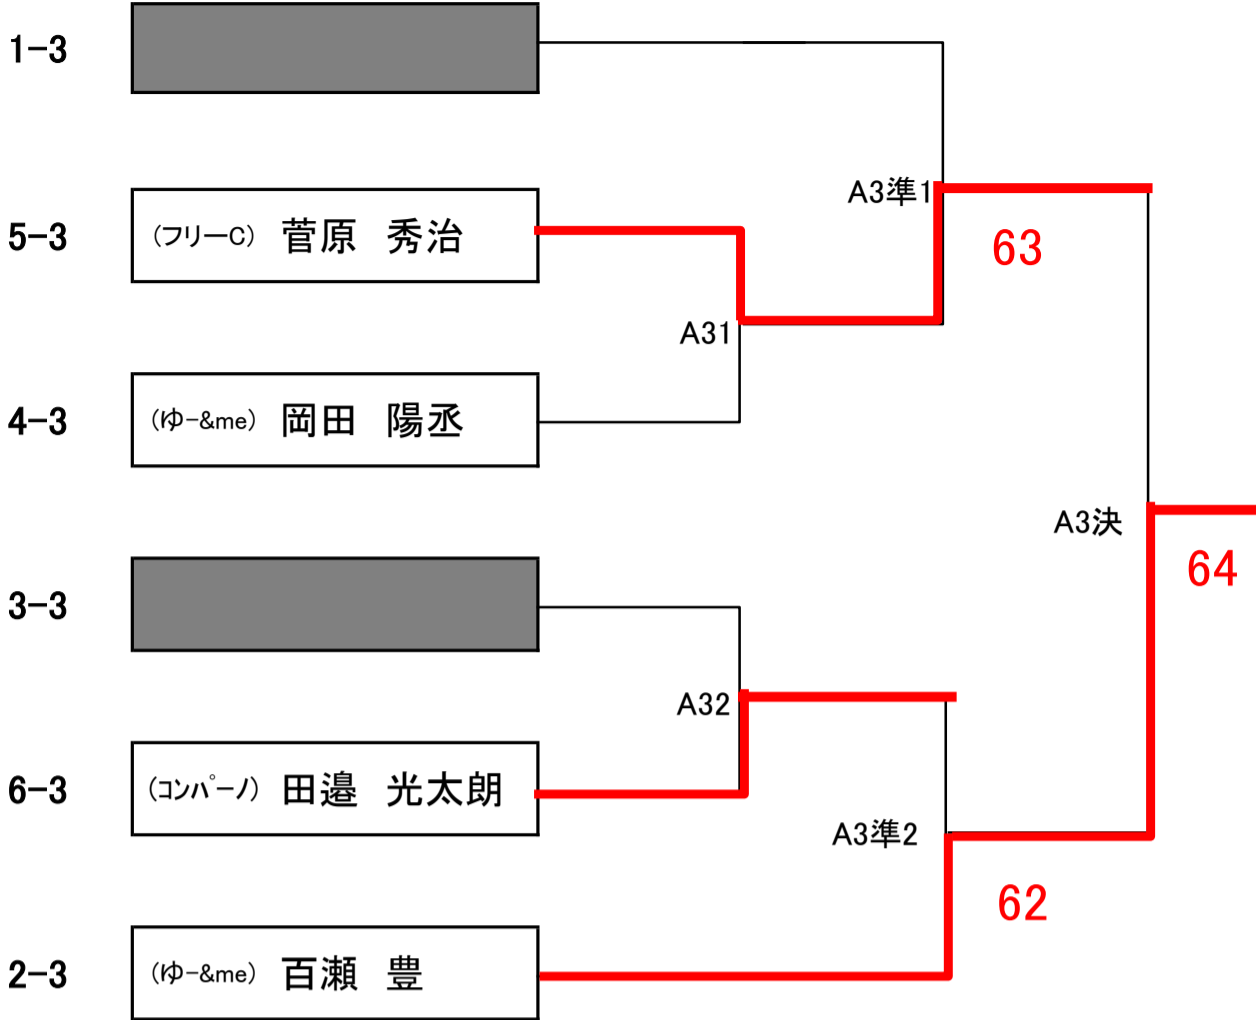 1-3
5-3 (フリーC) 菅原 秀治
A3準1
63
A31
4-3 (ゆ-&me) 岡田 陽丞
A3決
64
3-3
A32
6-3 (コンパーノ) 田邉 光太朗
A3準2
62
2-3 (ゆ-&me) 百瀬 豊